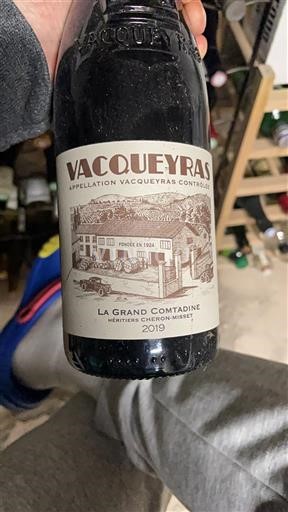 VACQUEYRAS
VACQUEYRAS
APPELLATION VACQUEYRAS CONTRÔLÉE
FONDÉE EN 1924
LA GRAND COMTADINE
HÉRITIERS CHERON-MISSET
2019